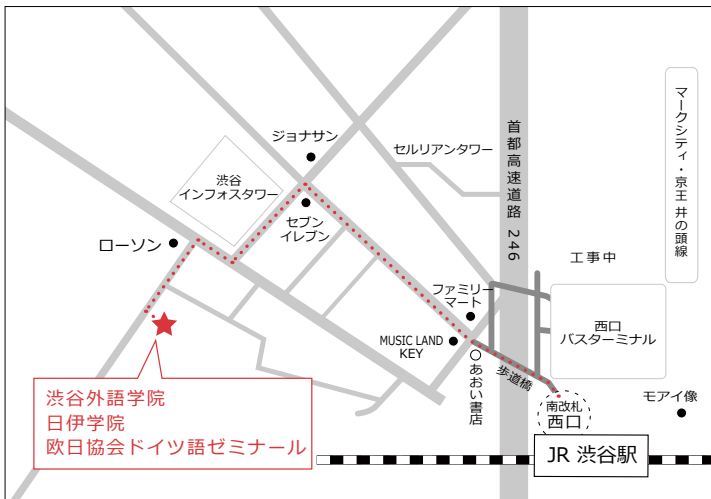 ジョナサン
セルリアンタワー
首都高速道路 246
マークシティ・京王 井の頭線
渋谷
インフォスタワー
セブン
イレブン
ローソン
工事中
ファミリー
マート
西口
バスターミナル
MUSIC LAND
KEY
あおい書店
歩道橋
南改札
西口
モアイ像
渋谷外語学院
日伊学院
欧日協会ドイツ語ゼミナール
JR 渋谷駅